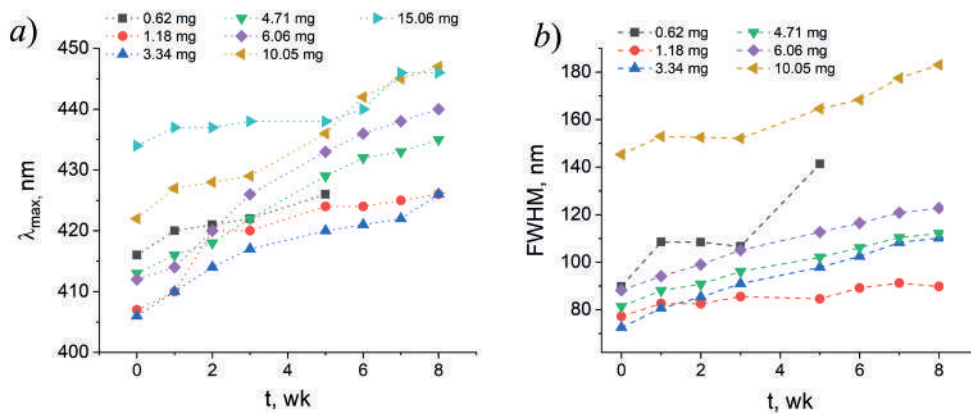 a)
0.62 mg
4.71 mg
15.06 mg
1.18 mg
6.06 mg
3.34 mg
10.05 mg
450
440
430
420
410
400
λmax, nm
0
2
4
6
8
t, wk
b)
0.62 mg
4.71 mg
1.18 mg
6.06 mg
3.34 mg
10.05 mg
180
160
140
120
100
80
FWHM, nm
0
2
4
6
8
t, wk